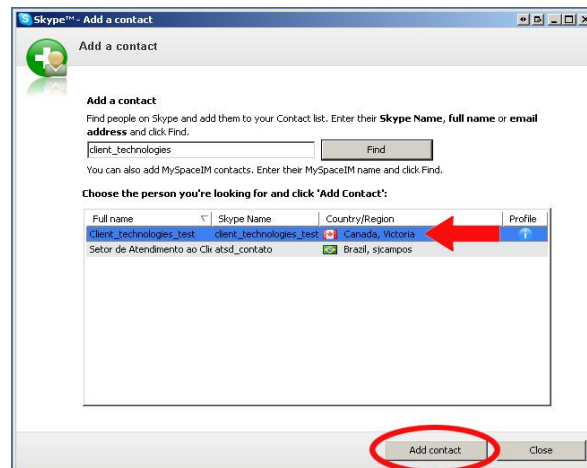 Skype™ - Add a contact
Add a contact
Add a contact
Find people on Skype and add them to your Contact list. Enter their Skype Name, full name or email
address and click Find.
client_technologies
Find
You can also add MySpaceIM contacts. Enter their MySpaceIM name and click Find.
Choose the person you're looking for and click 'Add Contact':
Full name Skype Name Country/Region Profile
Client_technologies_test client_technologies_test Canada, Victoria
Setor de Atendimento ao Clie atsd_contato Brazil, sjcampos
Add contact Close